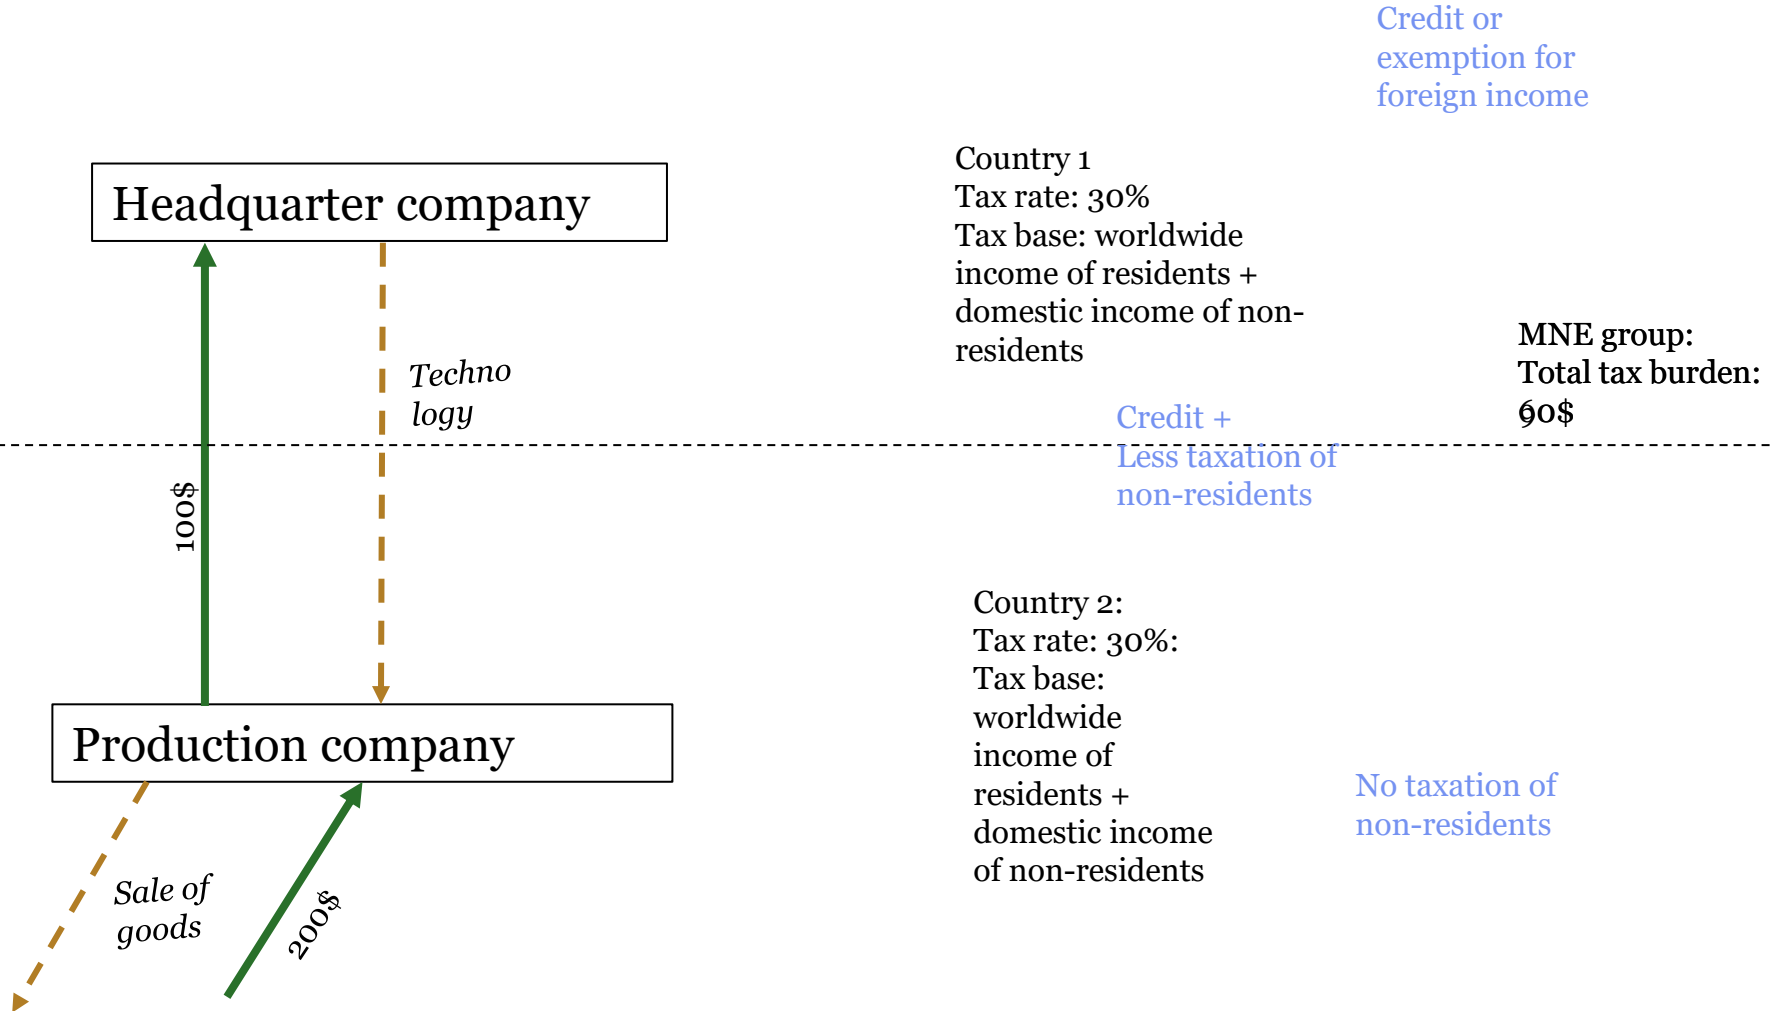 Credit or
exemption for
foreign income
Headquarter company
Country 1
Tax rate: 30%
Tax base: worldwide
income of residents +
domestic income of non-
residents
MNE group:
Total tax burden:
Techno
logy
Credit +
Less taxation of
non-residents
100$
Production company
Country 2:
Tax rate: 30%:
Tax base:
worldwide
income of
residents +
domestic income
of non-residents
No taxation of
non-residents
Sale of
goods
200$